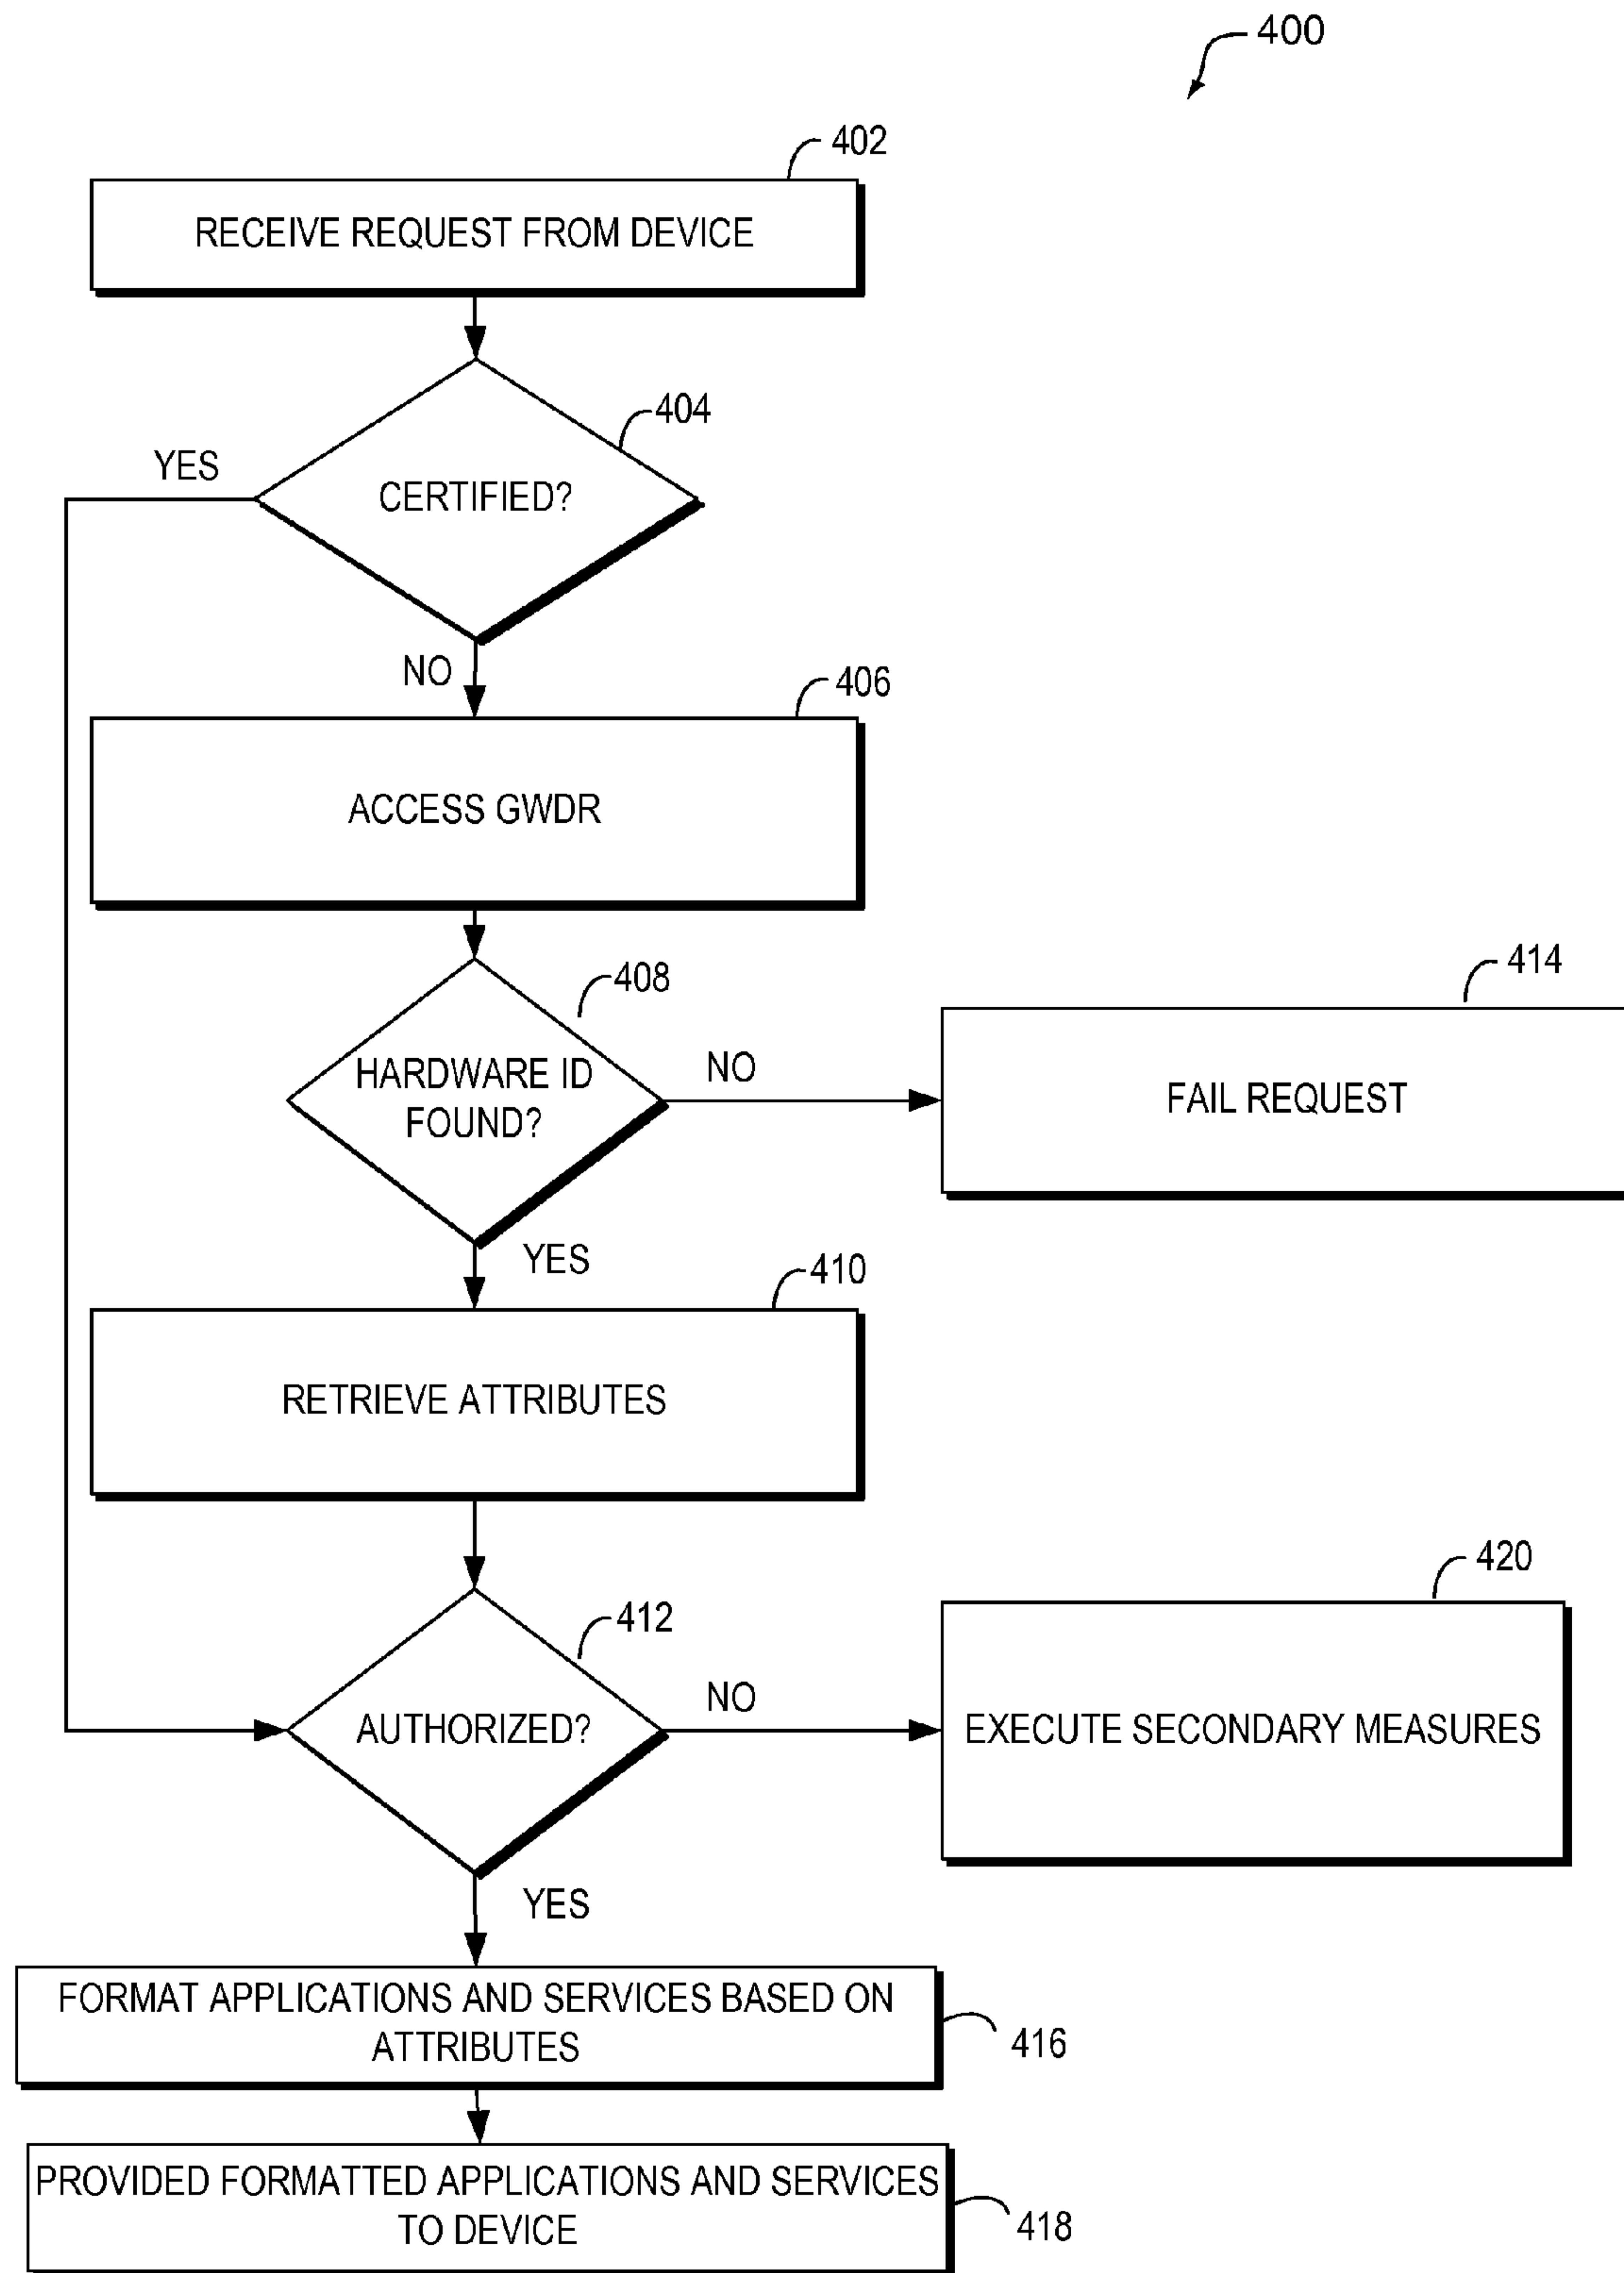 400
402
RECEIVE REQUEST FROM DEVICE
404
YES
CERTIFIED?
NO
406
ACCESS GWDR
408
414
HARDWARE ID
FOUND?
NO
FAIL REQUEST
YES
410
RETRIEVE ATTRIBUTES
420
412
NO
AUTHORIZED?
EXECUTE SECONDARY MEASURES
YES
FORMAT APPLICATIONS AND SERVICES BASED ON
ATTRIBUTES
416
PROVIDED FORMATTED APPLICATIONS AND SERVICES
TO DEVICE
418